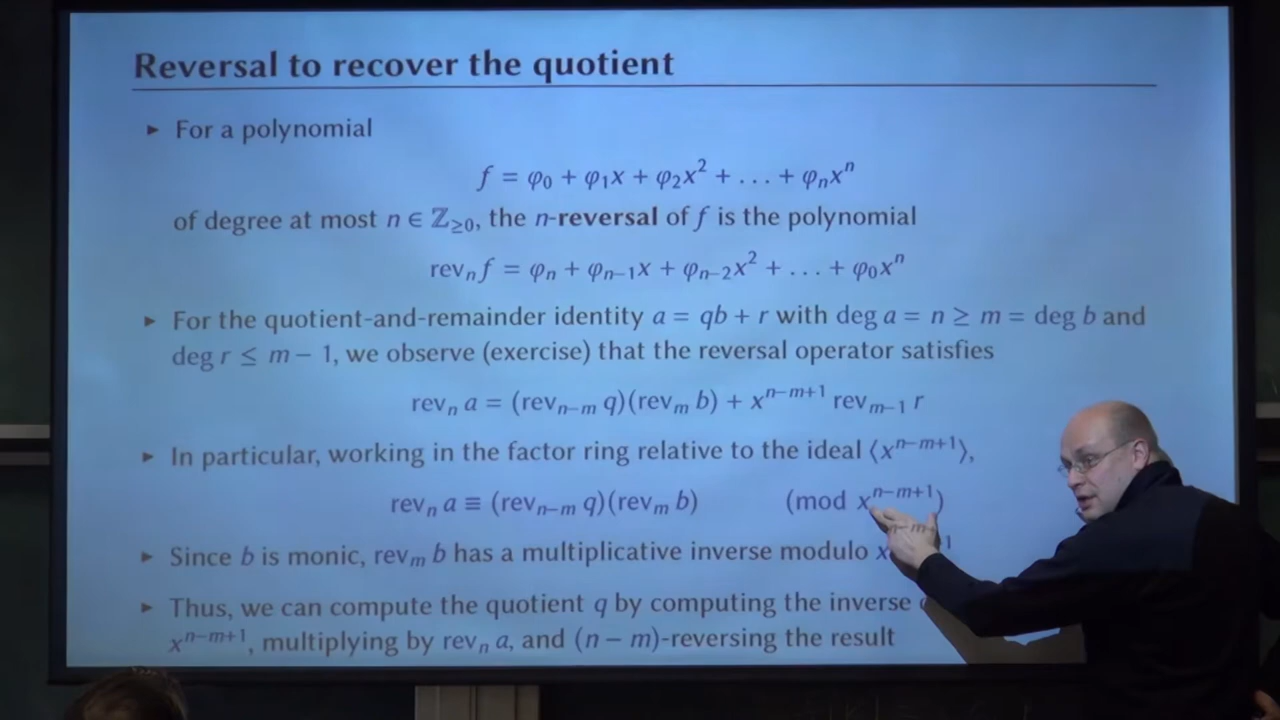 Reversal to recover the quotient
▸ For a polynomial
f = φ₀ + φ₁x + φ₂x² + . . . + φₙxⁿ
of degree at most n ∈ ℤ≥0, the n-reversal of f is the polynomial
revₙ f = φₙ + φₙ₋₁x + φₙ₋₂x² + . . . + φ₀xⁿ
▸ For the quotient-and-remainder identity a = qb + r with deg a = n ≥ m = deg b and
deg r ≤ m − 1, we observe (exercise) that the reversal operator satisfies
revₙ a = (revₙ₋ₘ q)(revₘ b) + xⁿ⁻ᵐ⁺¹ revₘ₋₁ r
▸ In particular, working in the factor ring relative to the ideal ⟨xⁿ⁻ᵐ⁺¹⟩,
revₙ a ≡ (revₙ₋ₘ q)(revₘ b) (mod xⁿ⁻ᵐ⁺¹)
▸ Since b is monic, revₘ b has a multiplicative inverse modulo x
▸ Thus, we can compute the quotient q by computing the inverse
xⁿ⁻ᵐ⁺¹, multiplying by revₙ a, and (n − m)-reversing the result